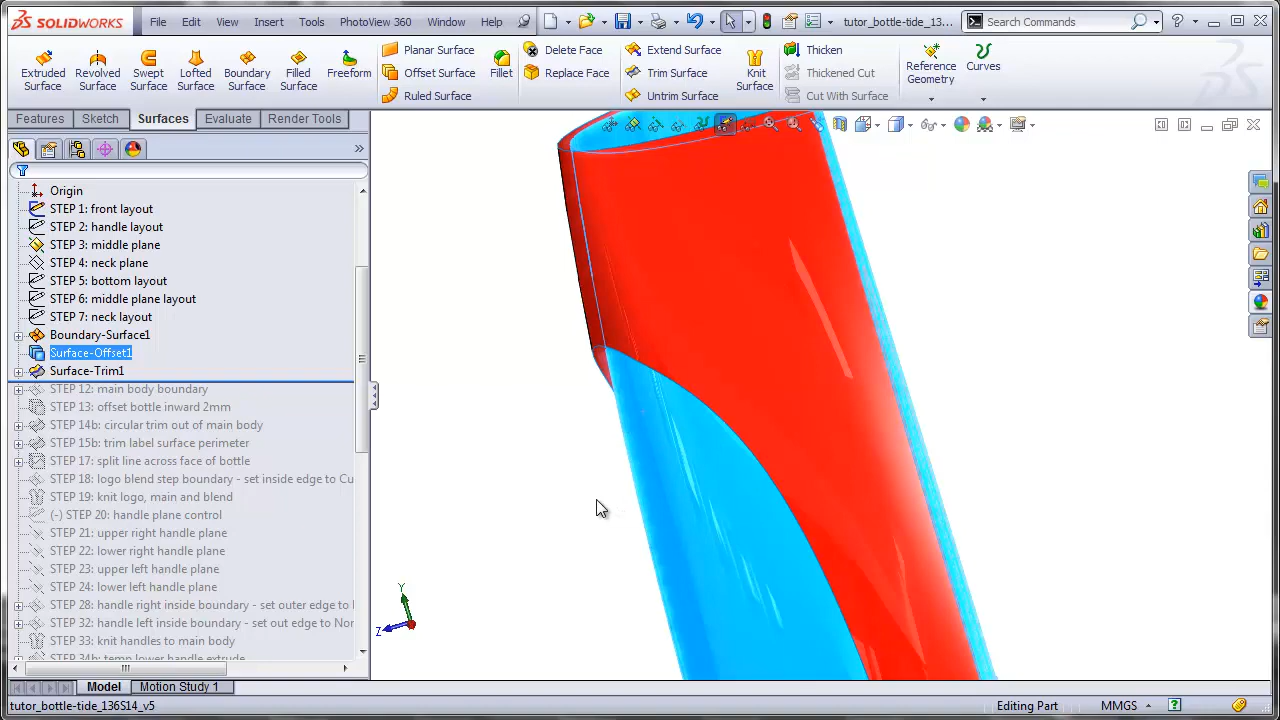 SOLIDWORKS File Edit View Insert Tools PhotoView 360 Window Help tutor_bottle-tide_13... Search Commands
Extruded Surface
Revolved Surface
Swept Surface
Lofted Surface
Boundary Surface
Filled Surface
Freeform
Planar Surface
Offset Surface
Ruled Surface
Fillet
Delete Face
Replace Face
Extend Surface
Trim Surface
Untrim Surface
Knit Surface
Thicken
Thickened Cut
Cut With Surface
Reference Geometry
Curves
Features Sketch Surfaces Evaluate Render Tools
Origin
STEP 1: front layout
STEP 2: handle layout
STEP 3: middle plane
STEP 4: neck plane
STEP 5: bottom layout
STEP 6: middle plane layout
STEP 7: neck layout
Boundary-Surface1
Surface-Offset1
Surface-Trim1
STEP 12: main body boundary
STEP 13: offset bottle inward 2mm
STEP 14b: circular trim out of main body
STEP 15b: trim label surface perimeter
STEP 17: split line across face of bottle
STEP 18: logo blend step boundary - set inside edge to Cu
STEP 19: knit logo, main and blend
(-) STEP 20: handle plane control
STEP 21: upper right handle plane
STEP 22: lower right handle plane
STEP 23: upper left handle plane
STEP 24: lower left handle plane
STEP 28: handle right inside boundary - set outer edge to
STEP 32: handle left inside boundary - set out edge to Nor
STEP 33: knit handles to main body
STEP 34b: temp lower handle extrude
Y
Z
Model Motion Study 1
tutor_bottle-tide_136S14_v5 Editing Part MMGS